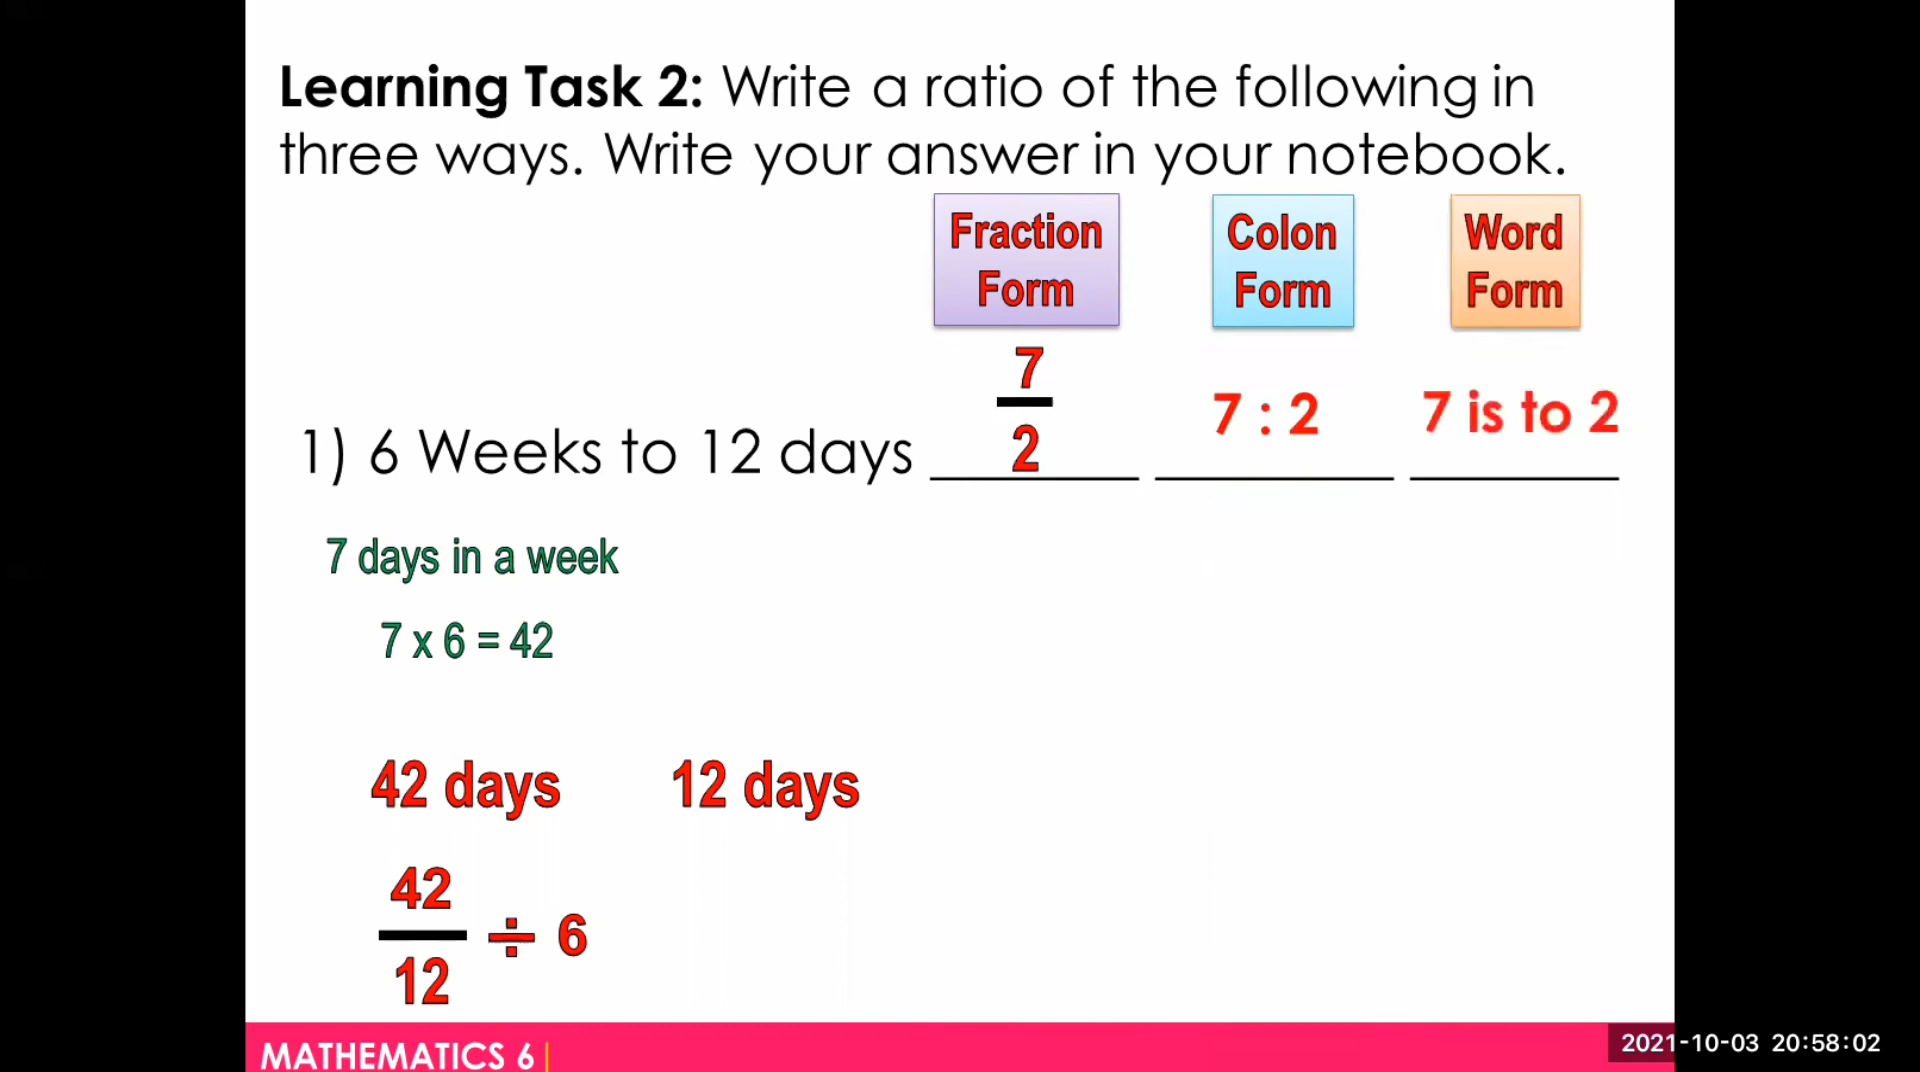 Learning Task 2: Write a ratio of the following in
three ways. Write your answer in your notebook.
Fraction
Form
Colon
Form
Word
Form
7
2
7 : 2
7 is to 2
1) 6 Weeks to 12 days ________ _________ ________
7 days in a week
7 x 6 = 42
42 days 12 days
42
12
÷ 6
MATHEMATICS 6|
2021-10-03 20:58:02